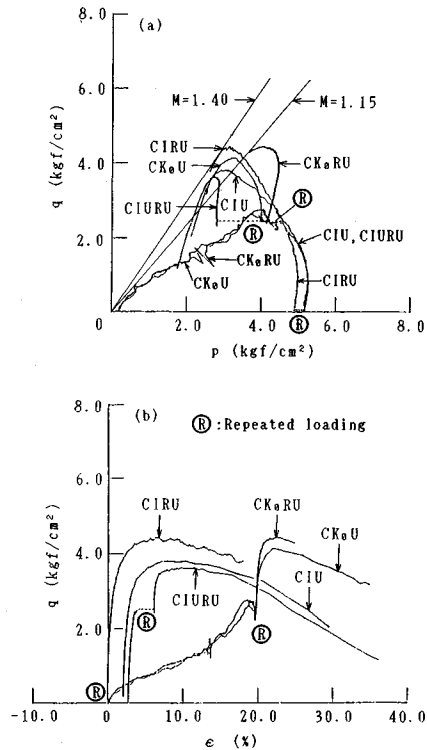 (a)
8.0
6.0
4.0
2.0
0
q (kgf/cm²)
M=1.40
M=1.15
CIRU
CK₀U
CIURU
CIU
CK₀RU
Ⓡ
Ⓡ
CIU,CIURU
CK₀RU
CK₀U
CIRU
0
2.0
4.0
6.0
8.0
p (kgf/cm²)
Ⓡ
(b)
8.0
6.0
4.0
2.0
q (kgf/cm²)
Ⓡ:Repeated loading
CIRU
CK₀RU
CK₀U
CIURU
CIU
Ⓡ
Ⓡ
Ⓡ
-10.0
0
10.0
20.0
30.0
40.0
ε (%)